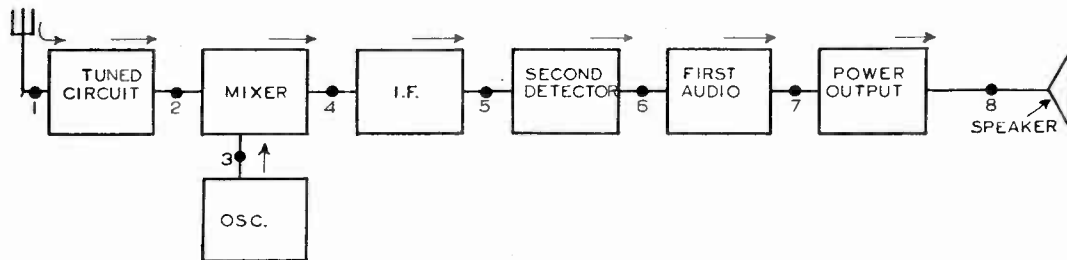 TUNED
CIRCUIT
MIXER
I.F.
SECOND
DETECTOR
FIRST
AUDIO
POWER
OUTPUT
SPEAKER
OSC.
1
2
3
4
5
6
7
8